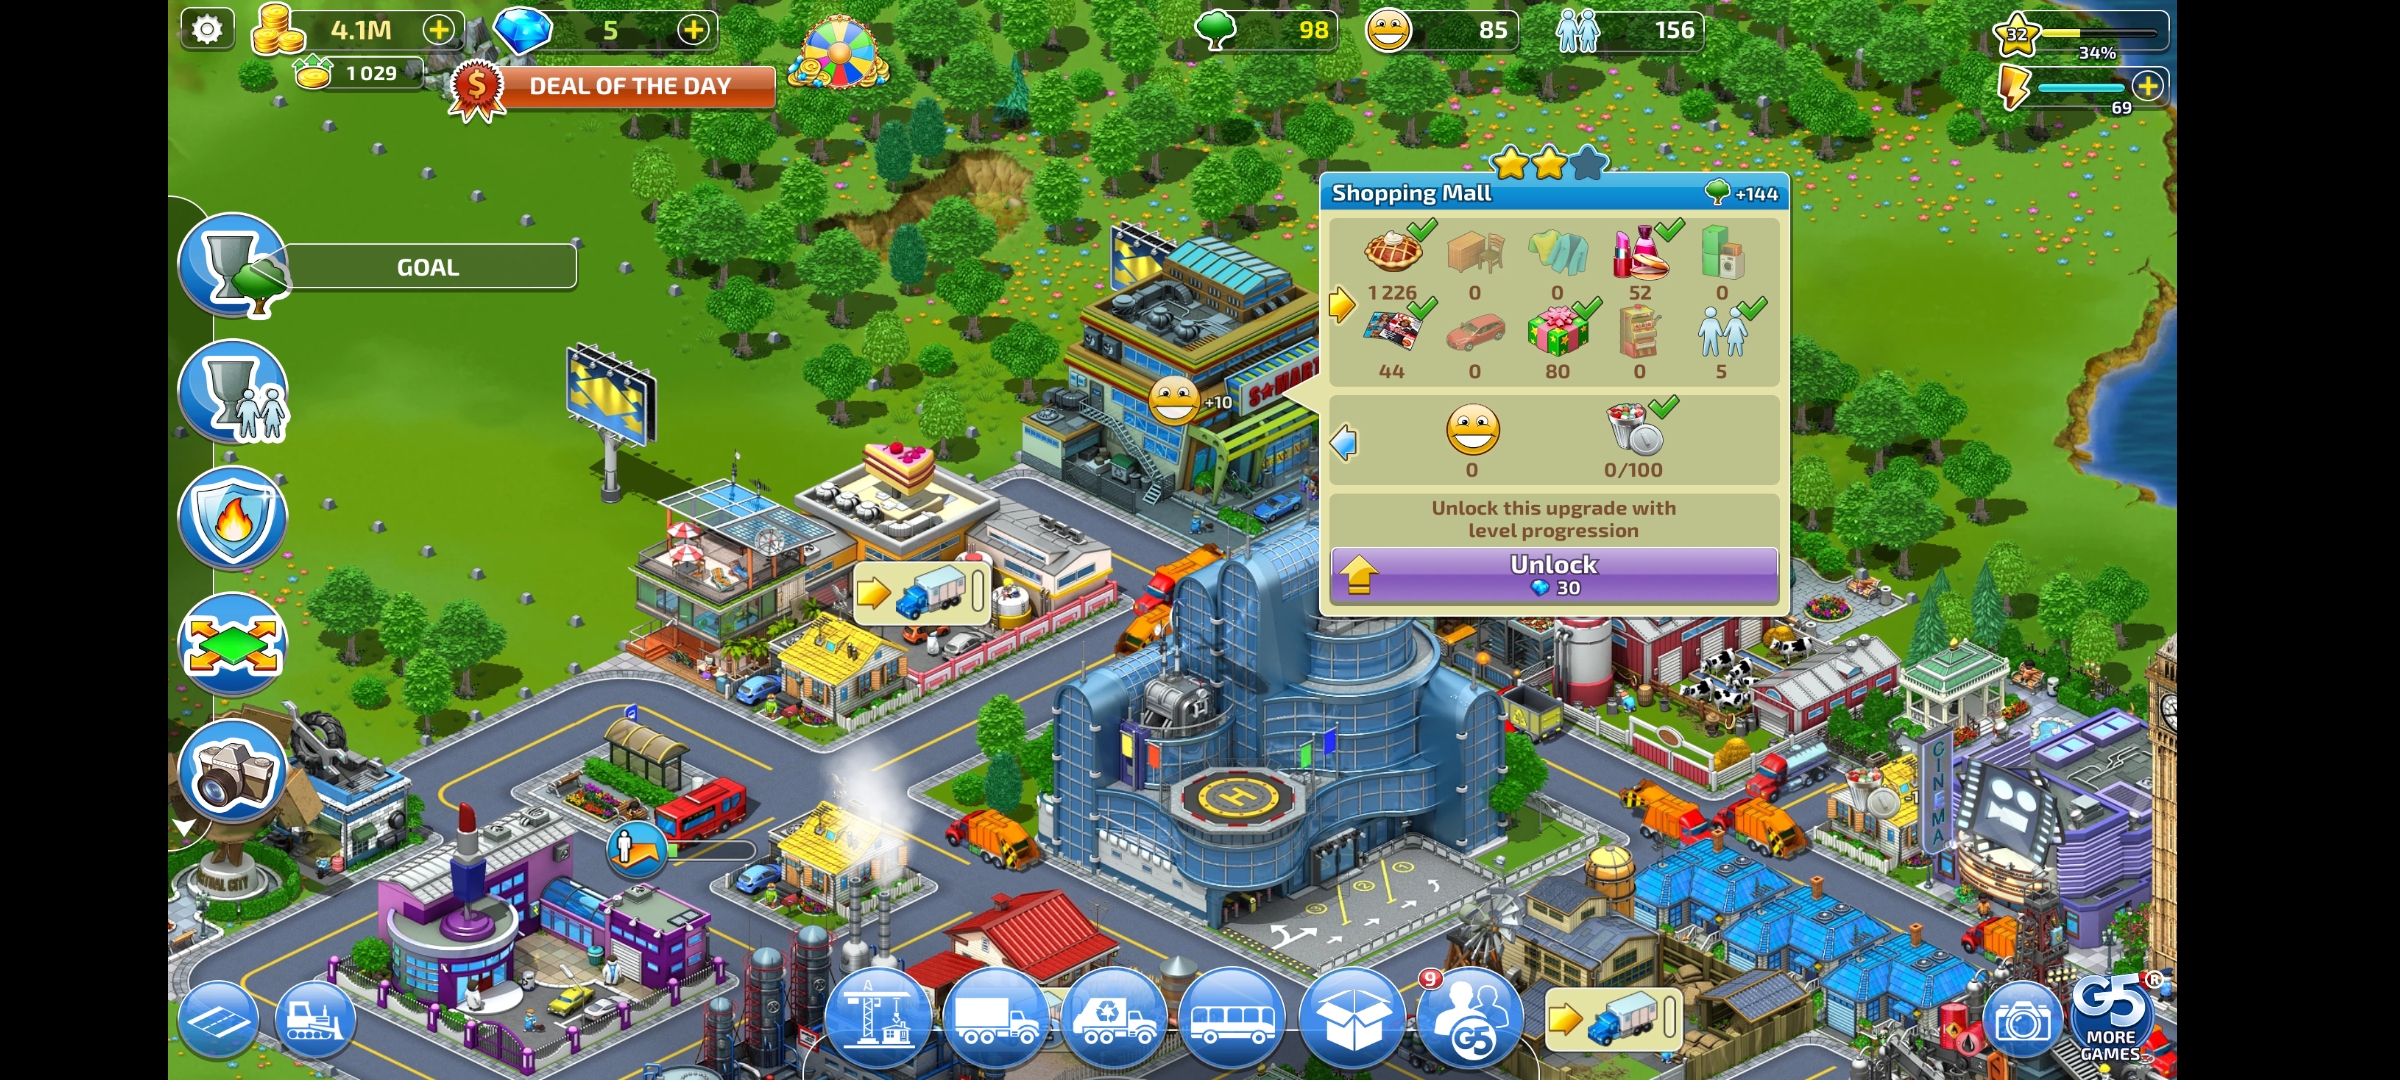 4.1M
5
98
85
156
32
34%
1 029
DEAL OF THE DAY
69
GOAL
Shopping Mall
+144
1 226
0
0
52
0
44
0
80
0
5
+10
0
0/100
Unlock this upgrade with
level progression
Unlock
30
CINEMA
H
9
G5
G5
®
MORE
GAMES